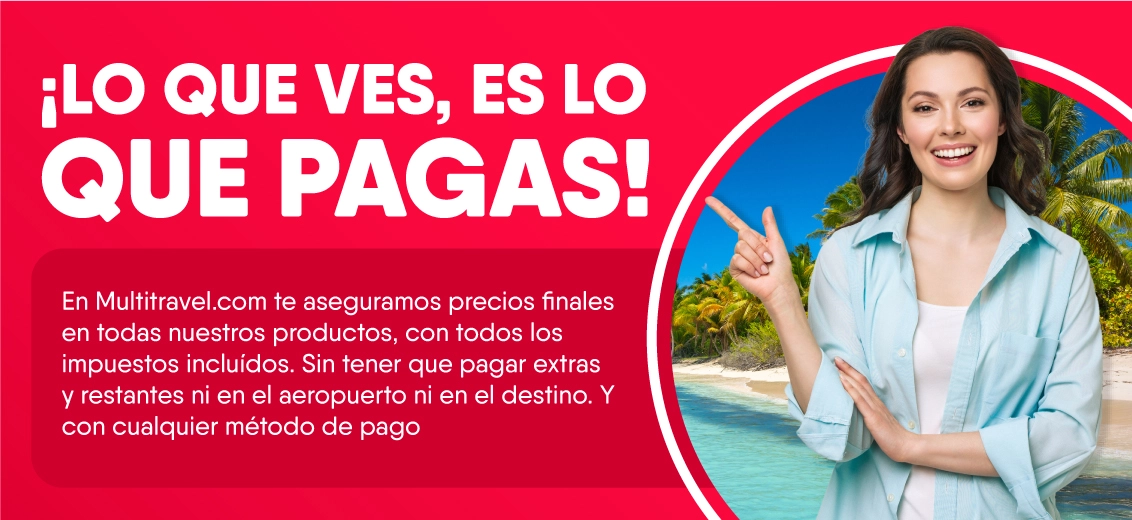 ¡LO QUE VES, ES LO
QUE PAGAS!
En Multitravel.com te aseguramos precios finales
en todas nuestros productos, con todos los
impuestos incluídos. Sin tener que pagar extras
y restantes ni en el aeropuerto ni en el destino. Y
con cualquier método de pago